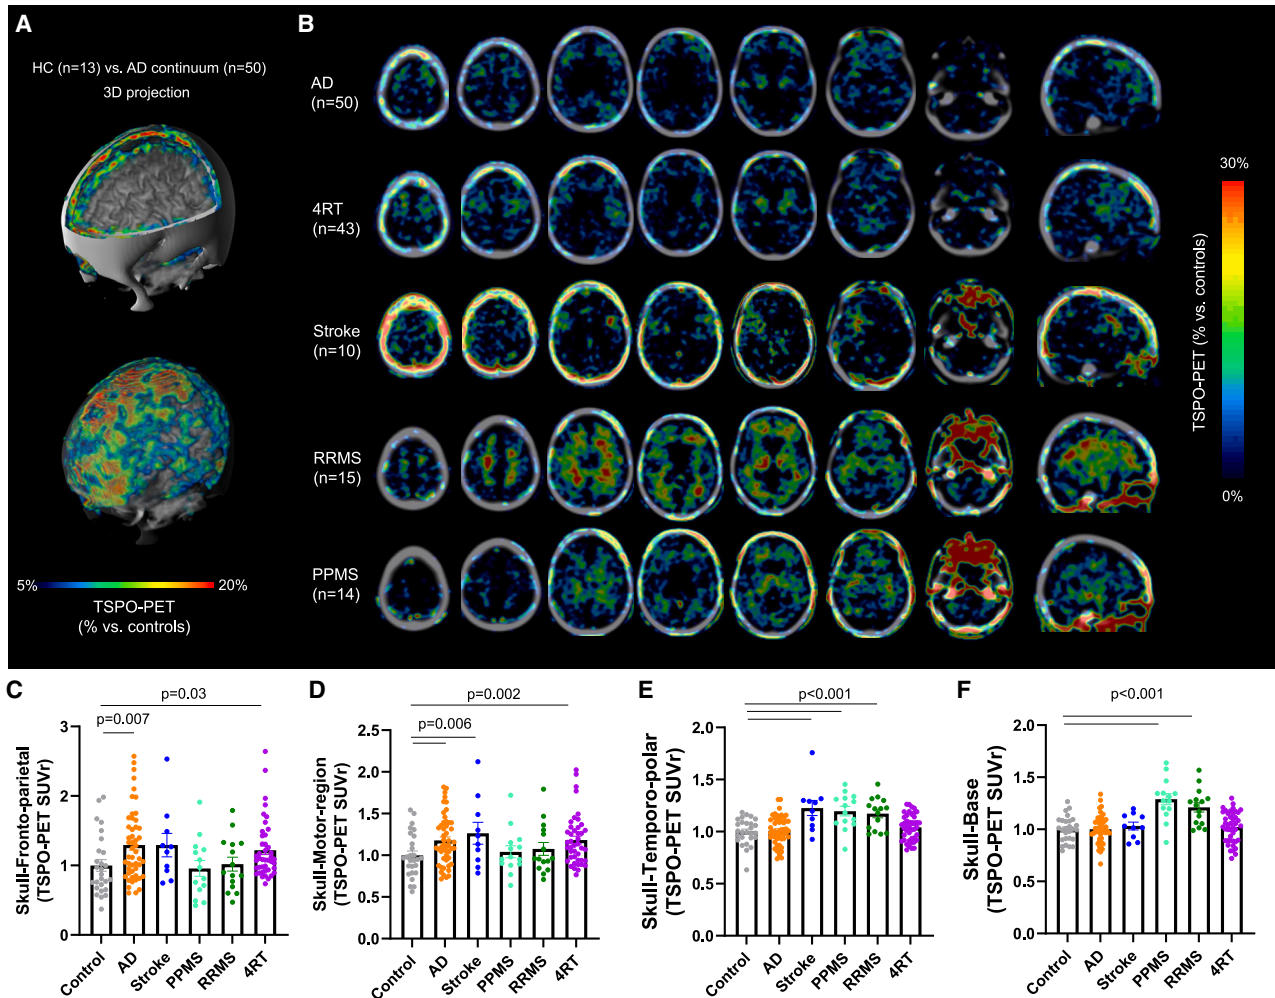 A
HC (n=13) vs. AD continuum (n=50)
3D projection
5%
20%
TSPO-PET
(% vs. controls)
B
AD
(n=50)
4RT
(n=43)
Stroke
(n=10)
RRMS
(n=15)
PPMS
(n=14)
30%
TSPO-PET (% vs. controls)
0%
C
p=0.03
p=0.007
Skull-Fronto-parietal
(TSPO-PET SUVr)
3
2
1
0
Control
AD
Stroke
PPMS
RRMS
4RT
D
p=0.002
p=0.006
Skull-Motor-region
(TSPO-PET SUVr)
2.5
2.0
1.5
1.0
0.5
0.0
Control
AD
Stroke
PPMS
RRMS
4RT
E
p<0.001
Skull-Temporo-polar
(TSPO-PET SUVr)
2.0
1.5
1.0
0.5
0.0
Control
AD
Stroke
PPMS
RRMS
4RT
F
p<0.001
Skull-Base
(TSPO-PET SUVr)
2.0
1.5
1.0
0.5
0.0
Control
AD
Stroke
PPMS
RRMS
4RT